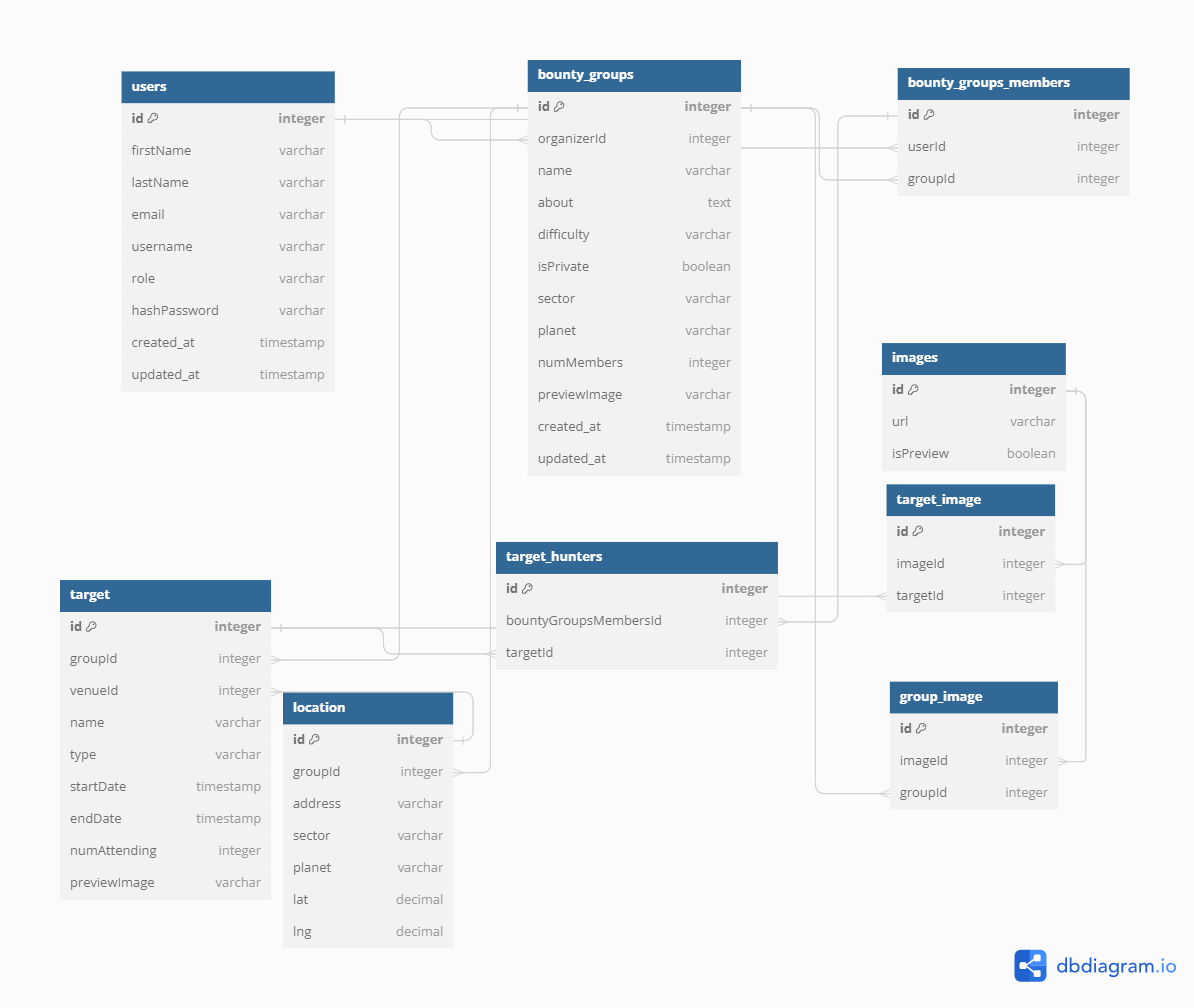 users
id integer
firstName varchar
lastName varchar
email varchar
username varchar
role varchar
hashPassword varchar
created_at timestamp
updated_at timestamp
bounty_groups
id integer
organizerId integer
name varchar
about text
difficulty varchar
isPrivate boolean
sector varchar
planet varchar
numMembers integer
previewImage varchar
created_at timestamp
updated_at timestamp
bounty_groups_members
id integer
userId integer
groupId integer
images
id integer
url varchar
isPreview boolean
target_image
id integer
imageId integer
targetId integer
target_hunters
id integer
bountyGroupsMembersId integer
targetId integer
target
id integer
groupId integer
venueId integer
name varchar
type varchar
startDate timestamp
endDate timestamp
numAttending integer
previewImage varchar
location
id integer
groupId integer
address varchar
sector varchar
planet varchar
lat decimal
lng decimal
group_image
id integer
imageId integer
groupId integer
dbdiagram.io